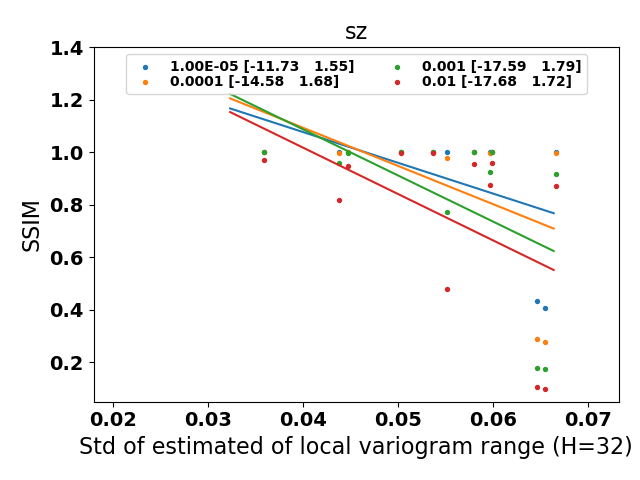 sz
1.00E-05 [-11.73 1.55] 0.001 [-17.59 1.79]
0.0001 [-14.58 1.68] 0.01 [-17.68 1.72]
1.4
1.2
1.0
0.8
0.6
0.4
0.2
SSIM
0.02 0.03 0.04 0.05 0.06 0.07
Std of estimated of local variogram range (H=32)